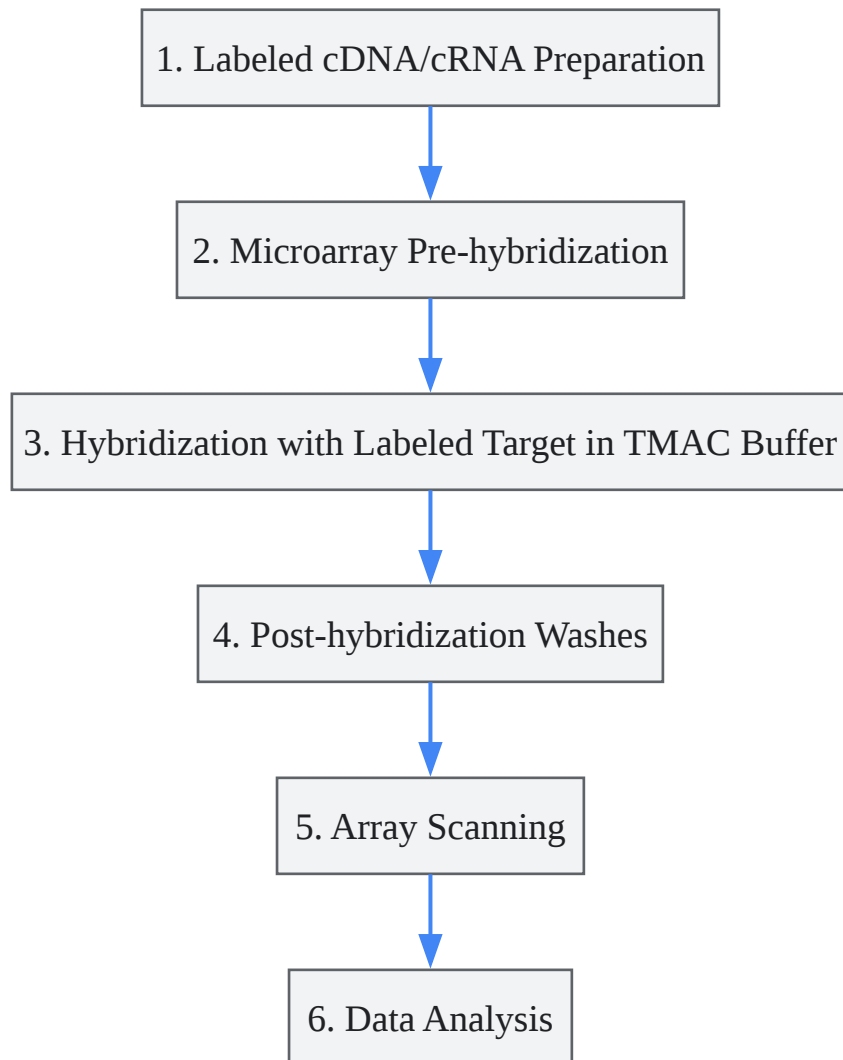 1. Labeled cDNA/cRNA Preparation
2. Microarray Pre-hybridization
3. Hybridization with Labeled Target in TMAC Buffer
4. Post-hybridization Washes
5. Array Scanning
6. Data Analysis